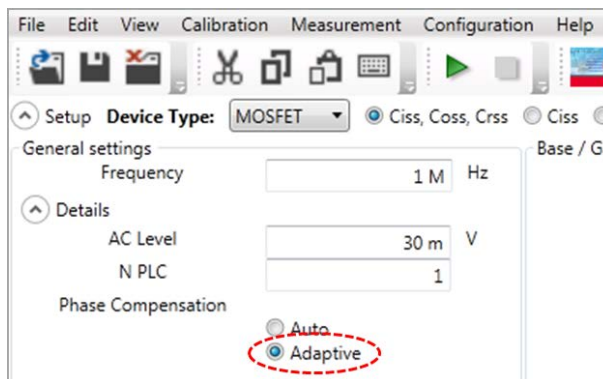 File Edit View Calibration Measurement Configuration Help
Setup Device Type: MOSFET Ciss, Coss, Crss Ciss
General settings Base / G
Frequency 1 M Hz
Details
AC Level 30 m V
N PLC 1
Phase Compensation
Auto
Adaptive